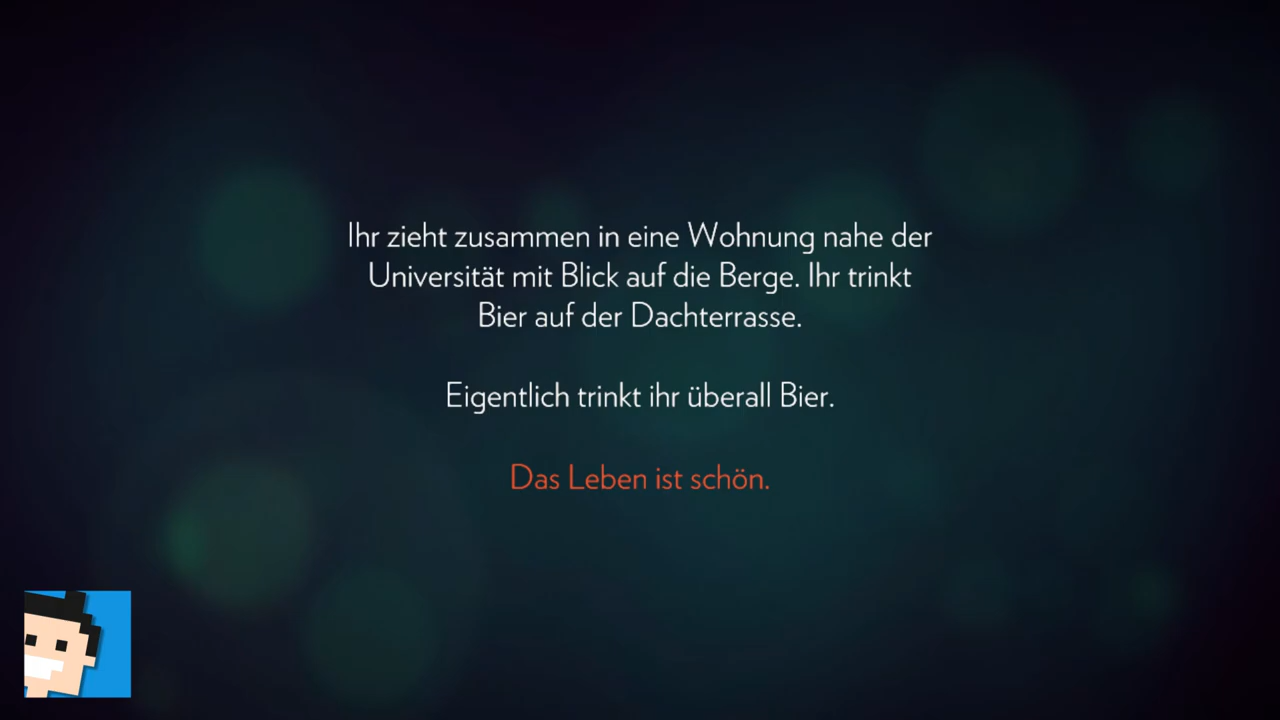 Ihr zieht zusammen in eine Wohnung nahe der
Universität mit Blick auf die Berge. Ihr trinkt
Bier auf der Dachterrasse.
Eigentlich trinkt ihr überall Bier.
Das Leben ist schön.